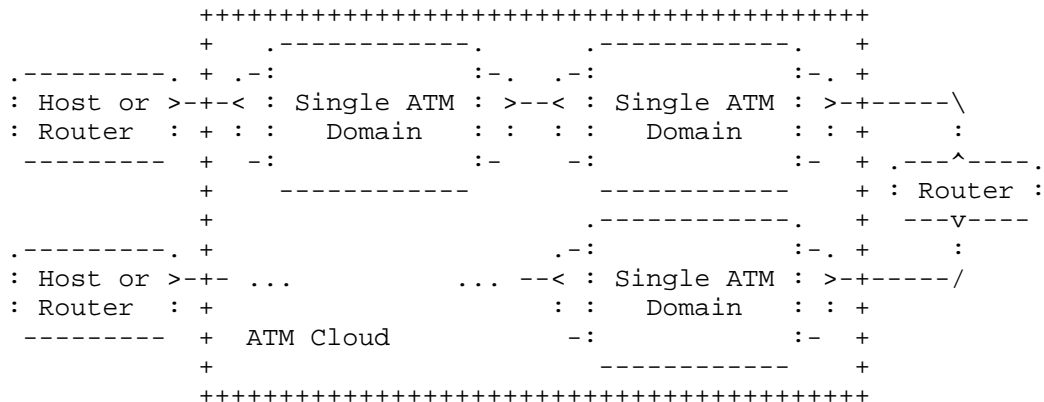 Host or Single ATM Single ATM
Router Domain Domain
Router
Host or ... ... Single ATM
Router Domain
ATM Cloud